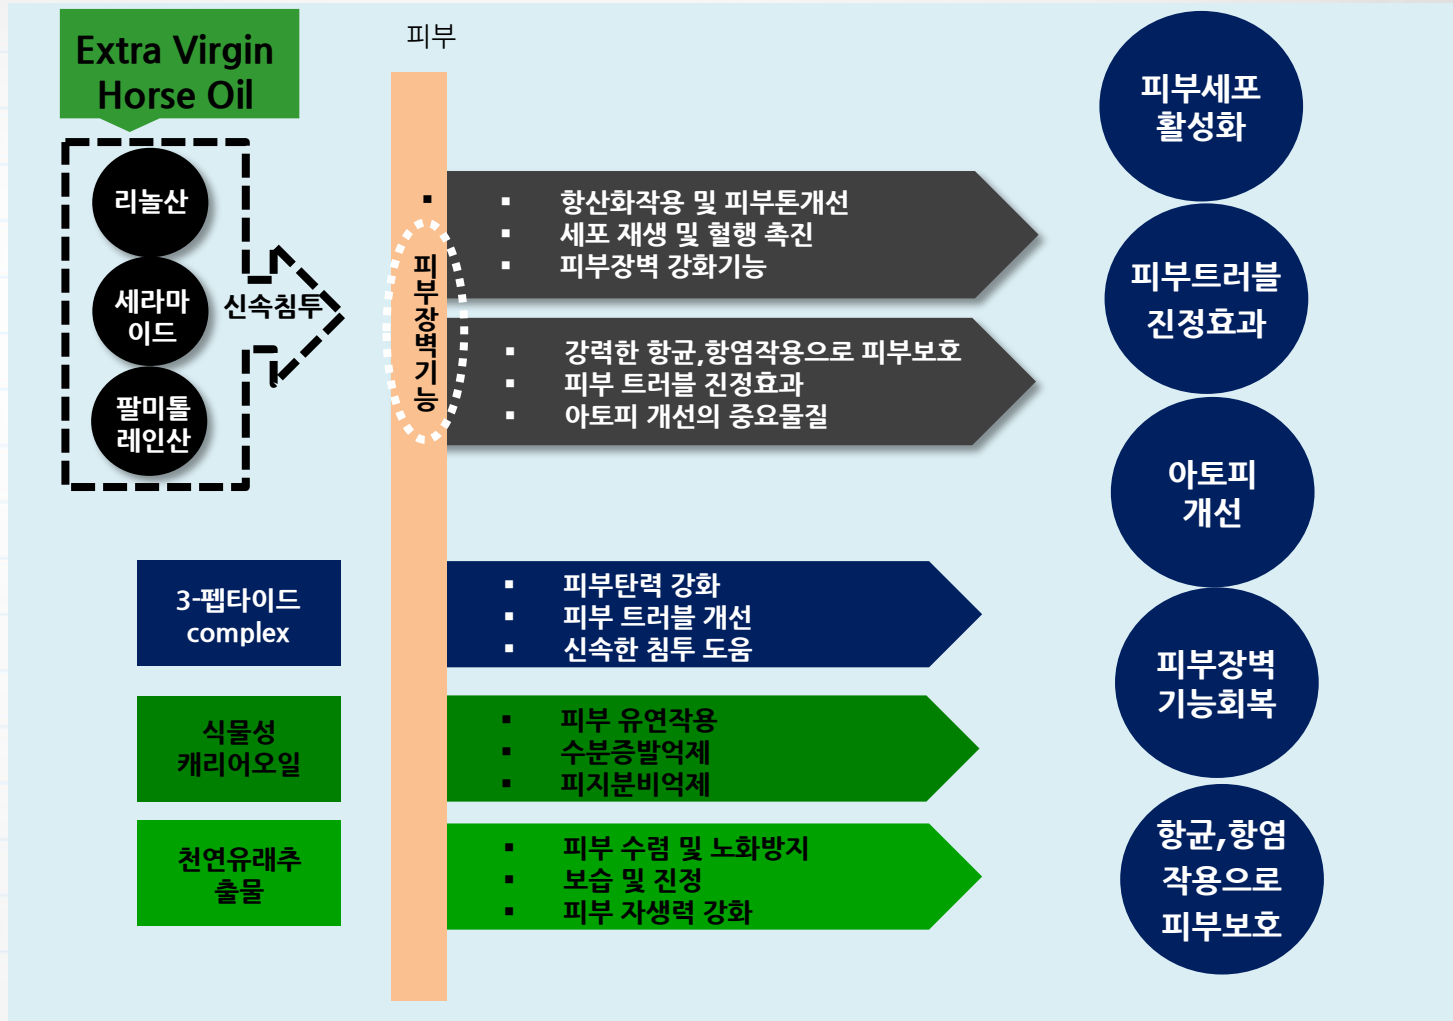 Extra Virgin
Horse Oil
리놀산
세라마
이드
팔미톨
레인산
신속침투
피부
피부장벽기능
항산화작용 및 피부톤개선
세포 재생 및 혈행 촉진
피부장벽 강화기능
강력한 항균,항염작용으로 피부보호
피부 트러블 진정효과
아토피 개선의 중요물질
3-펩타이드
complex
피부탄력 강화
피부 트러블 개선
신속한 침투 도움
식물성
캐리어오일
피부 유연작용
수분증발억제
피지분비억제
천연유래추
출물
피부 수렴 및 노화방지
보습 및 진정
피부 자생력 강화
피부세포
활성화
피부트러블
진정효과
아토피
개선
피부장벽
기능회복
항균,항염
작용으로
피부보호